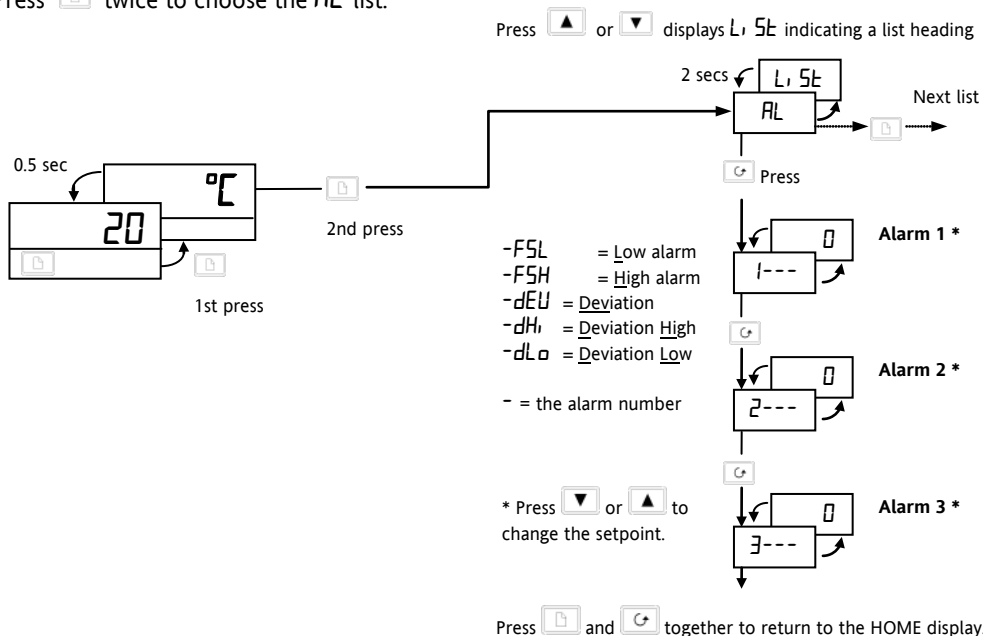 Press twice to choose the AL list.
Press ▲ or ▼ displays Li St indicating a list heading
2 secs
Li St
AL
Next list
Press
0.5 sec
°C
20
2nd press
1st press
-FSL = Low alarm
-FSH = High alarm
-dEV = Deviation
-dHi = Deviation High
-dLo = Deviation Low
- = the alarm number
0
1---
Alarm 1 *
0
2---
Alarm 2 *
* Press ▼ or ▲ to
change the setpoint.
0
3---
Alarm 3 *
Press and together to return to the HOME display